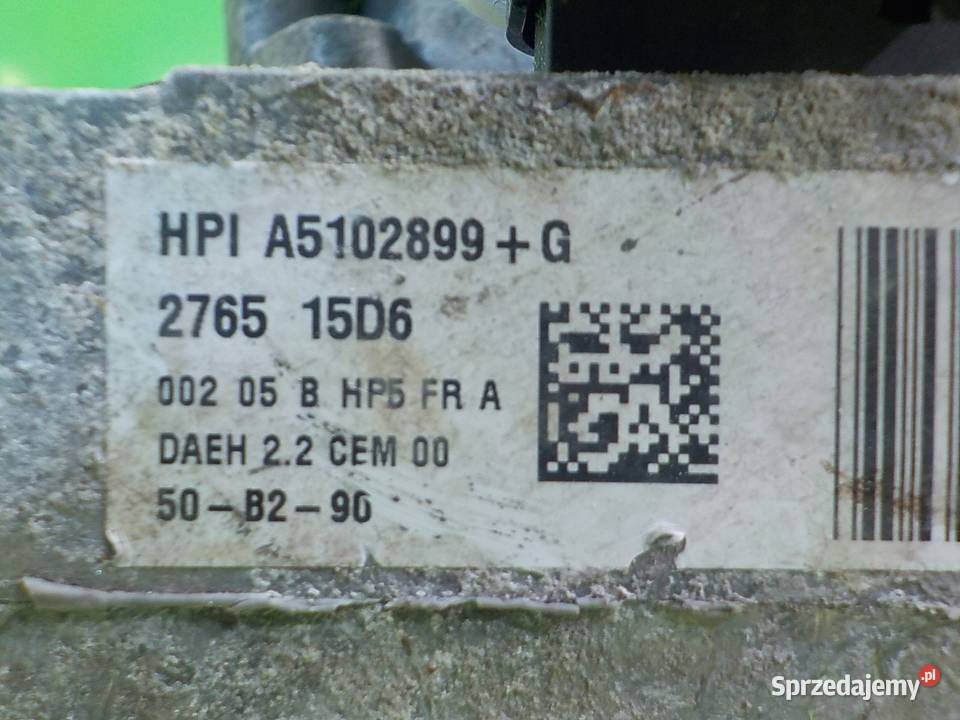 HPI A5102899+G
2765 15D6
002 05 B HP5 FR A
DAEH 2.2 CEM 00
50-B2-90
Sprzedajemy.pl